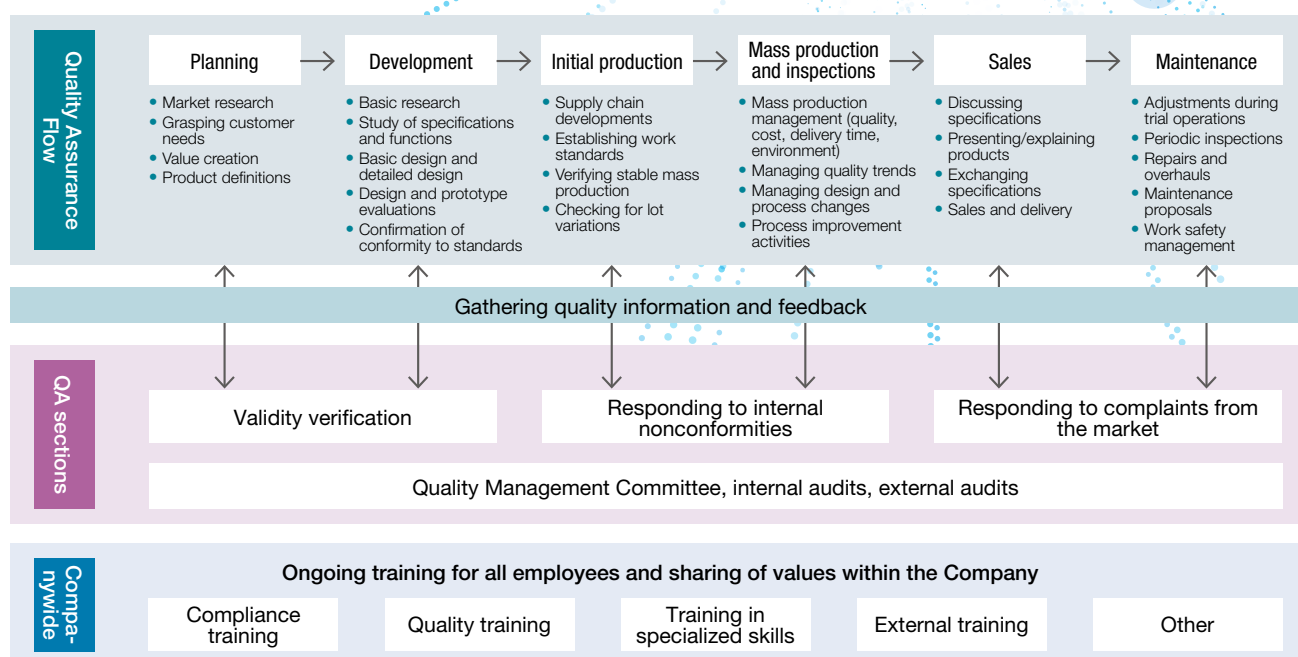 Quality Assurance
Flow
Planning
• Market research
• Grasping customer
needs
• Value creation
• Product definitions
Development
• Basic research
• Study of specifications
and functions
• Basic design and
detailed design
• Design and prototype
evaluations
• Confirmation of
conformity to standards
Initial production
• Supply chain
developments
• Establishing work
standards
• Verifying stable mass
production
• Checking for lot
variations
Mass production
and inspections
• Mass production
management (quality,
cost, delivery time,
environment)
• Managing quality trends
• Managing design and
process changes
• Process improvement
activities
Sales
• Discussing
specifications
• Presenting/explaining
products
• Exchanging
specifications
• Sales and delivery
Maintenance
• Adjustments during
trial operations
• Periodic inspections
• Repairs and
overhauls
• Maintenance
proposals
• Work safety
management
Gathering quality information and feedback
QA sections
Validity verification
Responding to internal
nonconformities
Responding to complaints from
the market
Quality Management Committee, internal audits, external audits
Compa-
nywide
Ongoing training for all employees and sharing of values within the Company
Compliance
training
Quality training
Training in
specialized skills
External training
Other